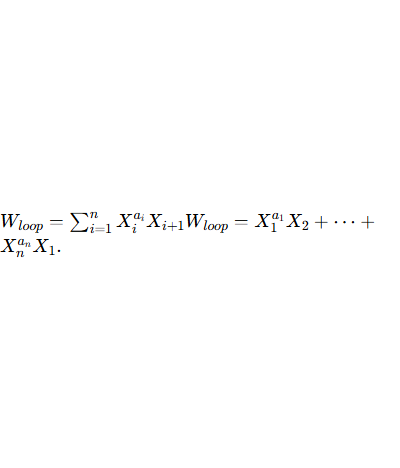 $W_{loop} = \sum_{i=1}^{n} X_i^{a_i} X_{i+1} W_{loop} = X_1^{a_1} X_2 + \cdots +$
$X_n^{a_n} X_1.$